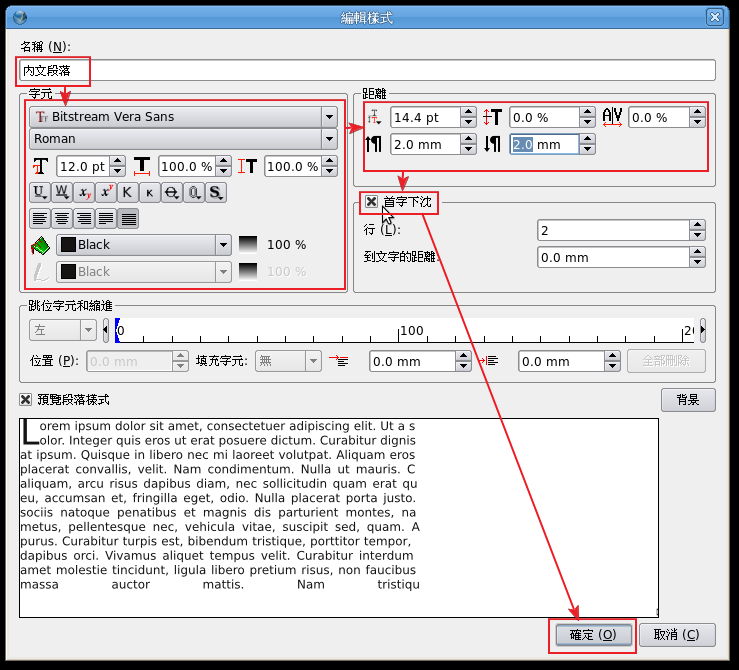 編輯樣式
名稱 (N):
內文段落
字元
Bitstream Vera Sans
Roman
12.0 pt 100.0 % 100.0 %
U W x y x y K K Q O S
Black 100 %
Black 100 %
距離
14.4 pt 0.0 % AV 0.0 %
2.0 mm 2.0 mm
首字下沈
行 (L): 2
到文字的距離: 0.0 mm
跳位字元和縮進
左 0 100 20
位置 (P): 0.0 mm 填充字元: 無 0.0 mm 0.0 mm 全部刪除
預覽段落樣式 背景
Lorem ipsum dolor sit amet, consectetuer adipiscing elit. Ut a s
olor. Integer quis eros ut erat posuere dictum. Curabitur dignis
at ipsum. Quisque in libero nec mi laoreet volutpat. Aliquam eros
placerat convallis, velit. Nam condimentum. Nulla ut mauris. C
aliquam, arcu risus dapibus diam, nec sollicitudin quam erat qu
eu, accumsan et, fringilla eget, odio. Nulla placerat porta justo.
sociis natoque penatibus et magnis dis parturient montes, na
metus, pellentesque nec, vehicula vitae, suscipit sed, quam. A
purus. Curabitur turpis est, bibendum tristique, porttitor tempor,
dapibus orci. Vivamus aliquet tempus velit. Curabitur interdum
amet molestie tincidunt, ligula libero pretium risus, non faucibus
massa auctor mattis. Nam tristiqu
確定 (O) 取消 (C)